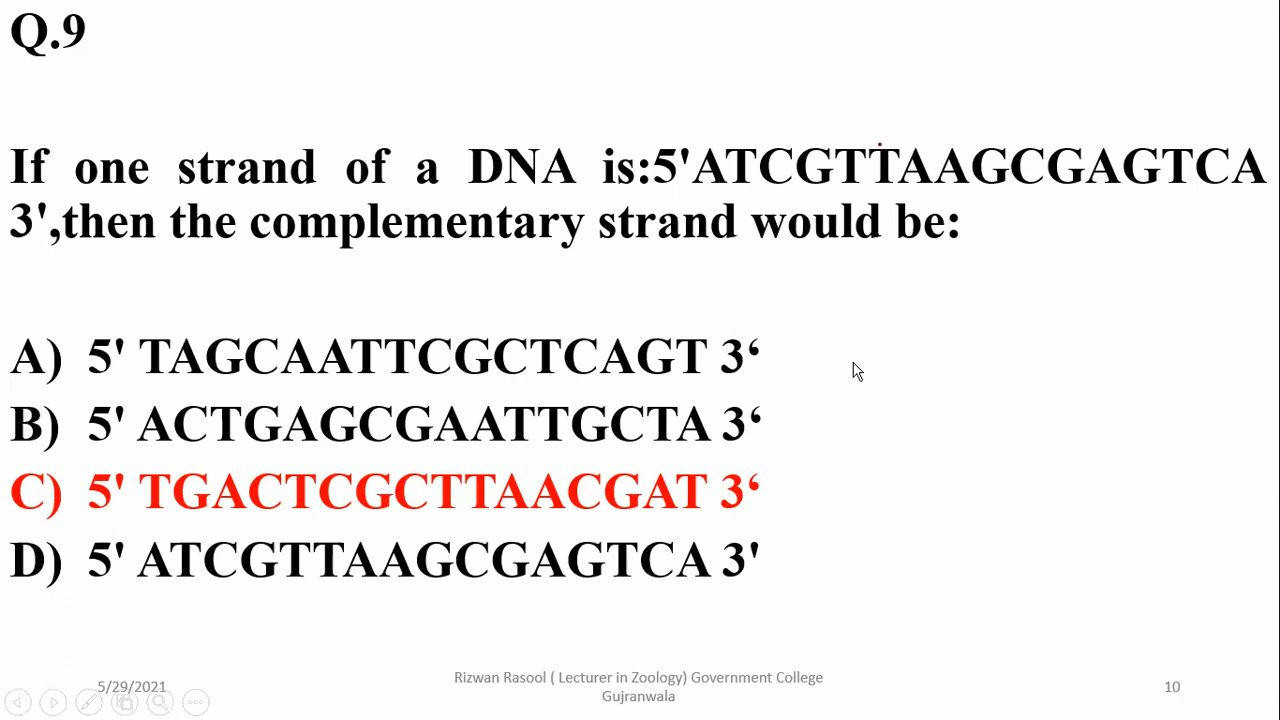 Q.9
If one strand of a DNA is:5'ATCGTTAAGCGAGTCA
3',then the complementary strand would be:
A) 5' TAGCAATTCGCTCAGT 3‘
B) 5' ACTGAGCGAATTGCTA 3‘
C) 5' TGACTCGCTTAACGAT 3‘
D) 5' ATCGTTAAGCGAGTCA 3'
5/29/2021
Rizwan Rasool ( Lecturer in Zoology) Government College
Gujranwala
10